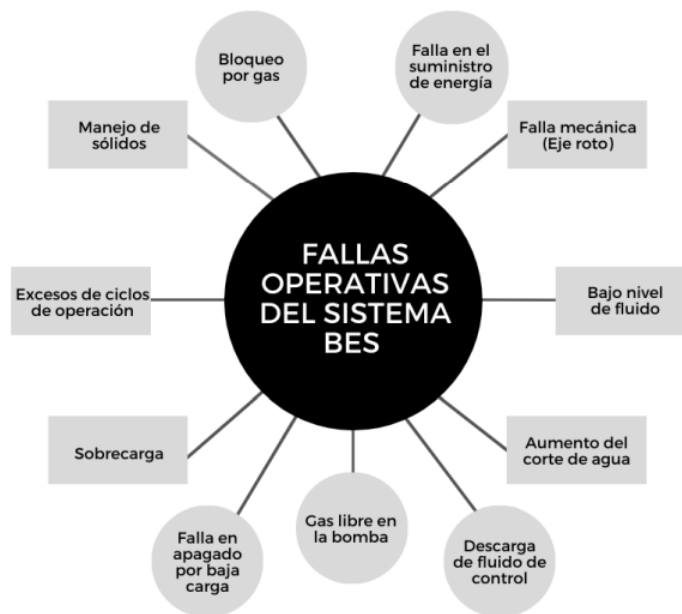 Bloqueo
por gas
Falla en el
suministro
de energía
Manejo de
sólidos
Falla mecánica
(Eje roto)
FALLAS
OPERATIVAS
DEL SISTEMA
BES
Excesos de ciclos
de operación
Bajo nivel
de fluido
Sobrecarga
Aumento del
corte de agua
Falla en
apagado
por baja
carga
Gas libre en
la bomba
Descarga
de fluido de
control